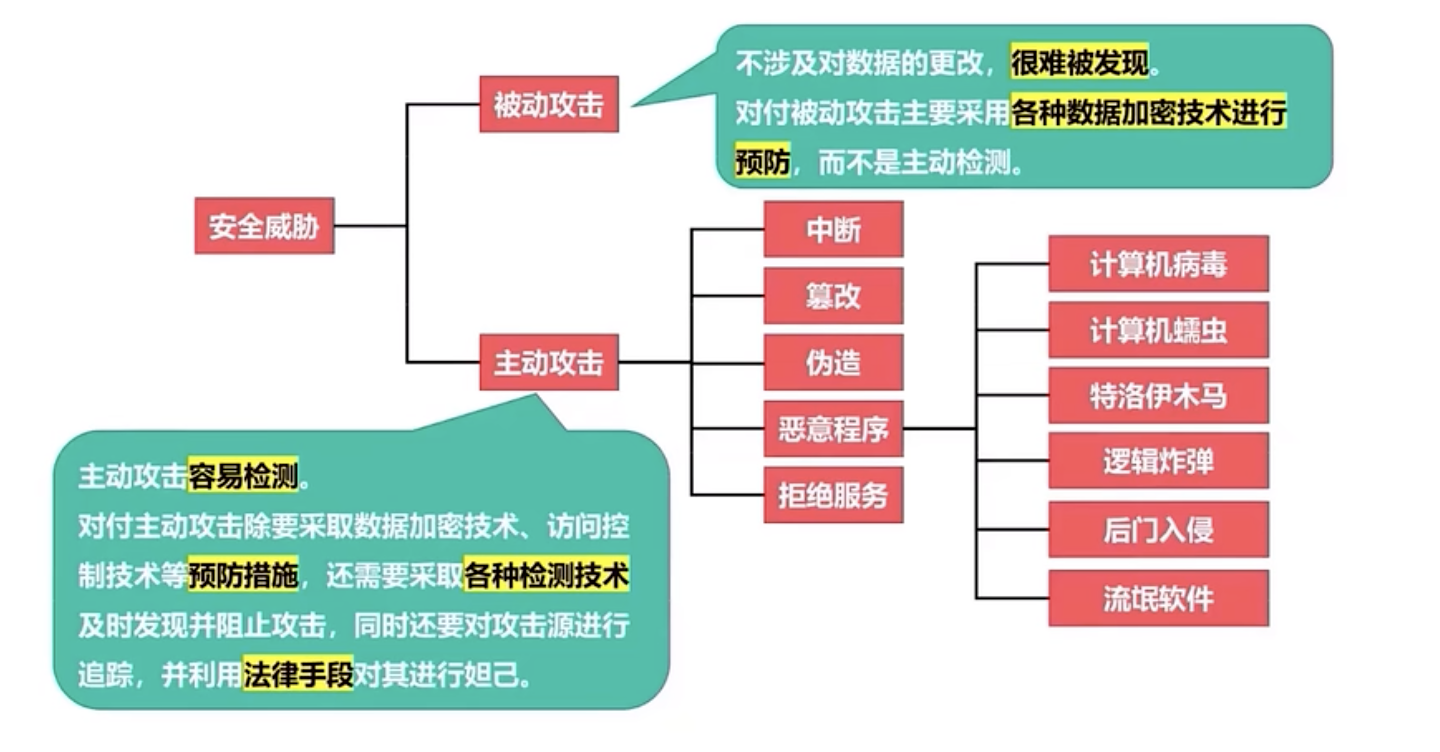 不涉及对数据的更改，很难被发现。
对付被动攻击主要采用各种数据加密技术进行
预防，而不是主动检测。
被动攻击
安全威胁
主动攻击
中断
篡改
伪造
恶意程序
拒绝服务
计算机病毒
计算机蠕虫
特洛伊木马
逻辑炸弹
后门入侵
流氓软件
主动攻击容易检测。
对付主动攻击除要采取数据加密技术、访问控
制技术等预防措施，还需要采取各种检测技术
及时发现并阻止攻击，同时还要对攻击源进行
追踪，并利用法律手段对其进行妲己。